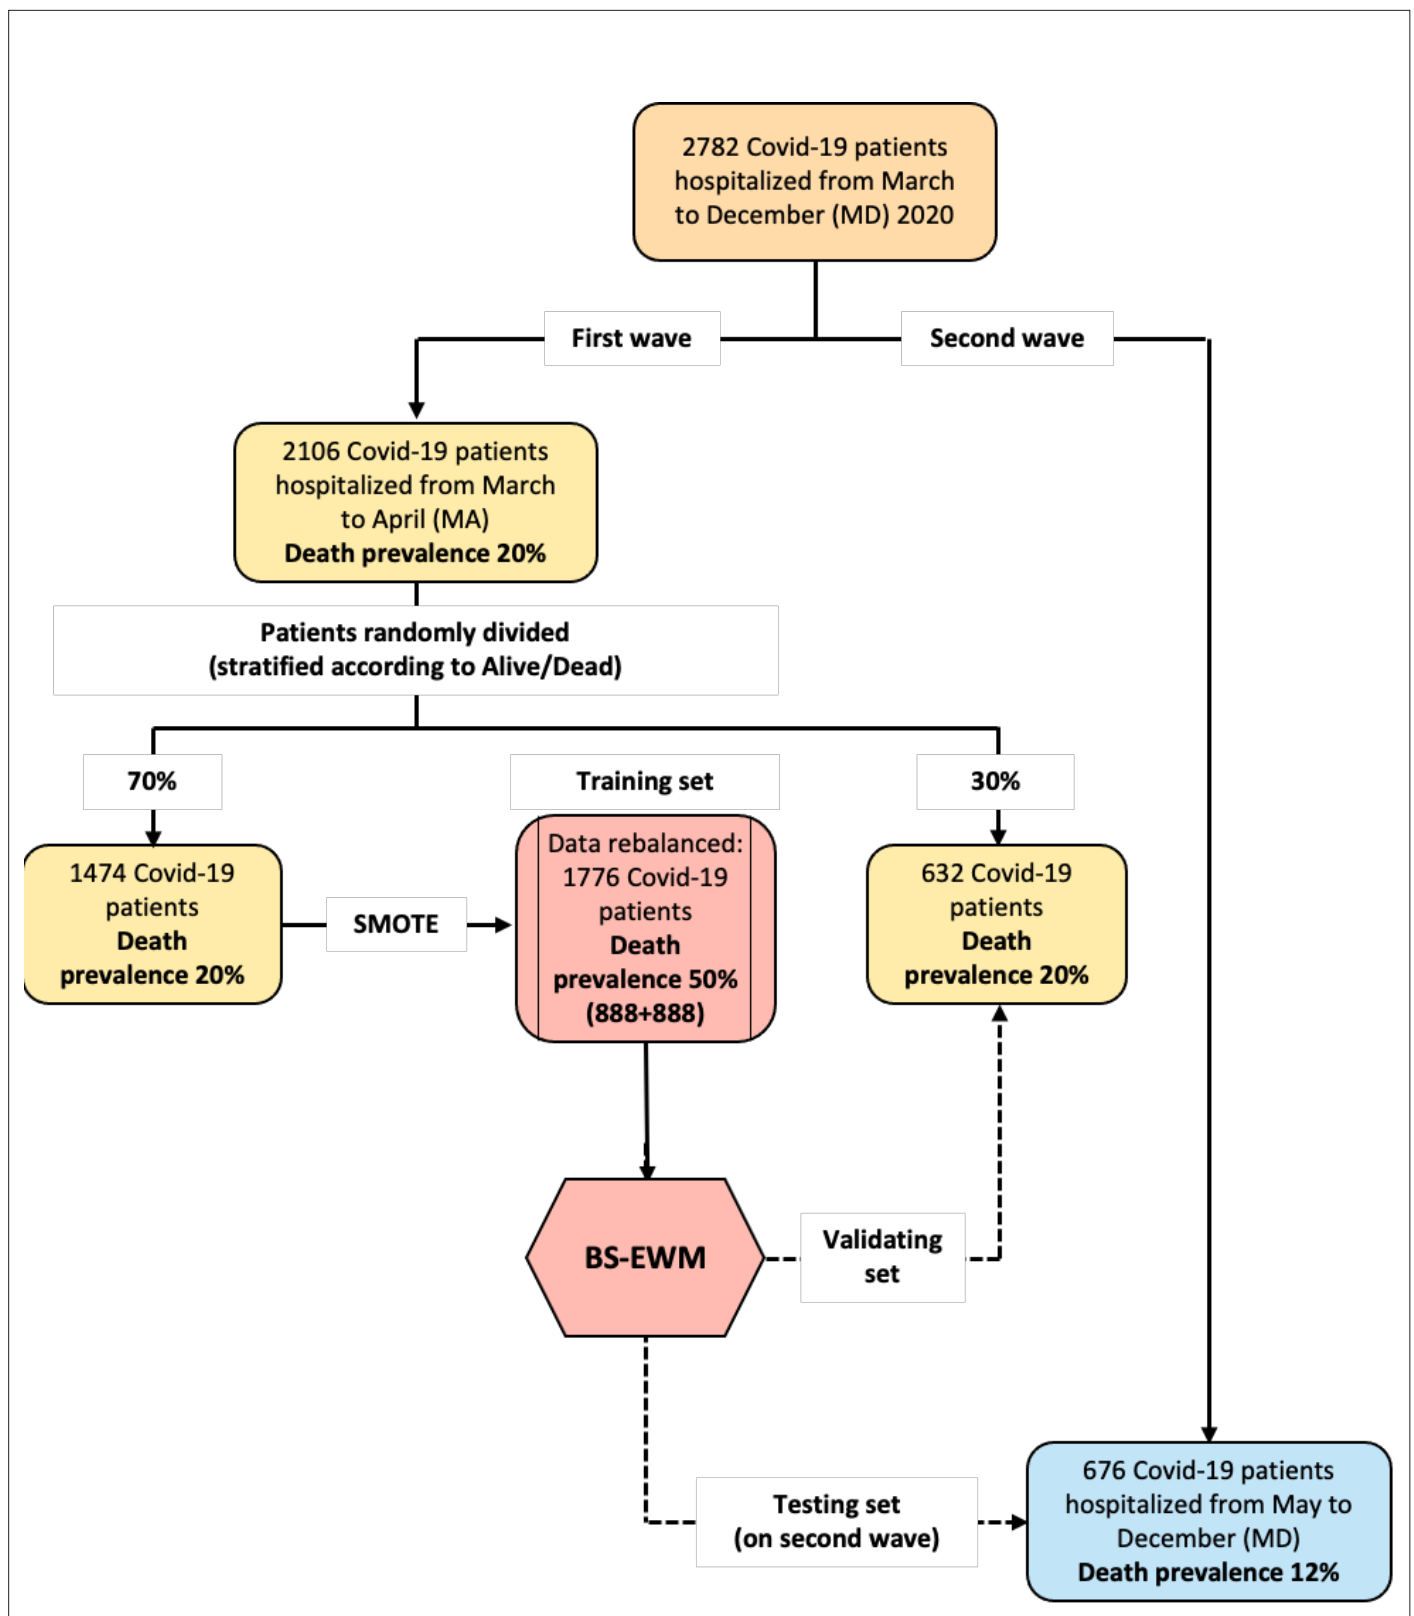 2782 Covid-19 patients
hospitalized from March
to December (MD) 2020
First wave
Second wave
2106 Covid-19 patients
hospitalized from March
to April (MA)
Death prevalence 20%
Patients randomly divided
(stratified according to Alive/Dead)
70%
Training set
30%
1474 Covid-19
patients
Death
prevalence 20%
SMOTE
Data rebalanced:
1776 Covid-19
patients
Death
prevalence 50%
(888+888)
632 Covid-19
patients
Death
prevalence 20%
BS-EWM
Validating
set
Testing set
(on second wave)
676 Covid-19 patients
hospitalized from May to
December (MD)
Death prevalence 12%